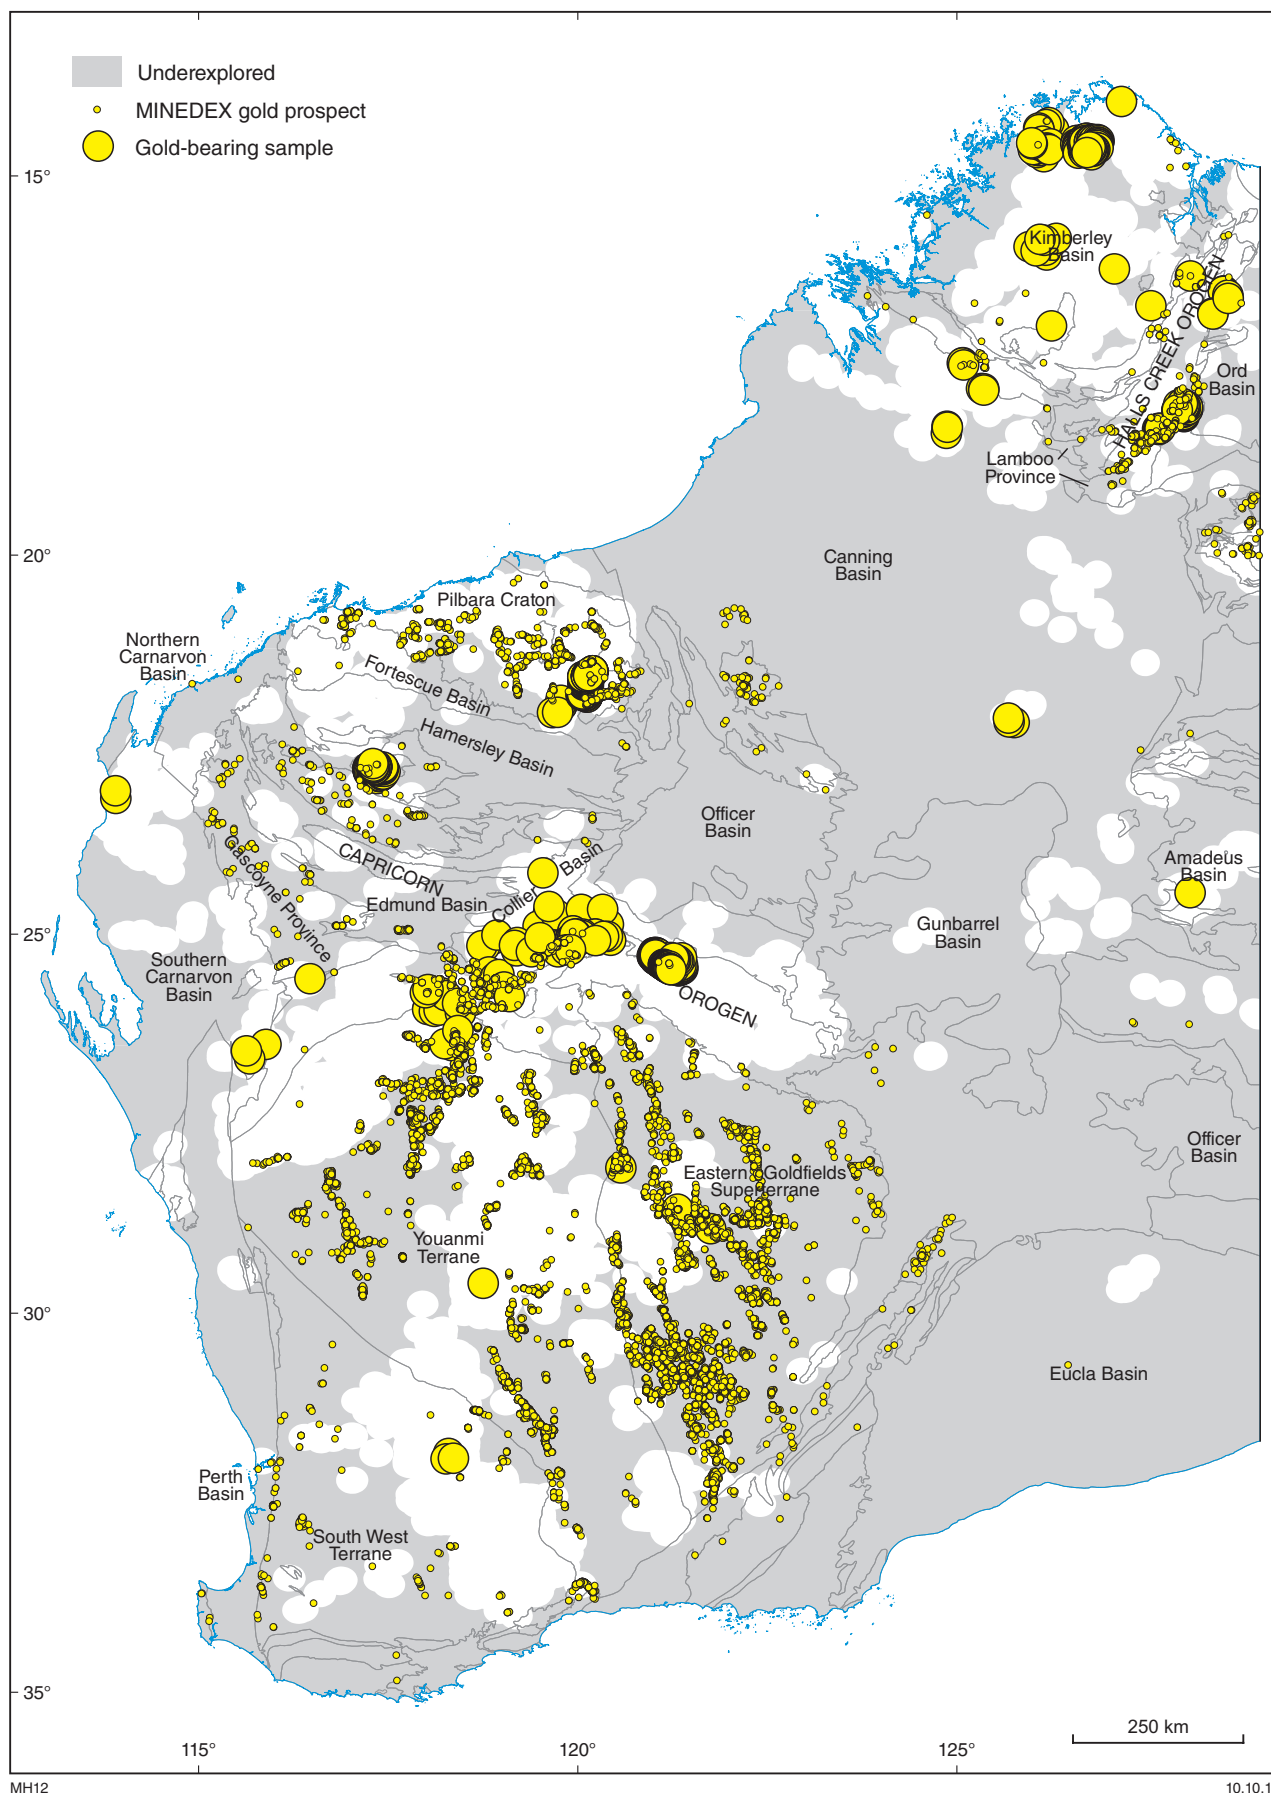 Underexplored
MINEDEX gold prospect
Gold-bearing sample
15°
Kimberley
Basin
HALLS CREEK OROGEN
Ord
Basin
Lamboo
Province
20°
Canning
Basin
Pilbara Craton
Northern
Carnarvon
Basin
Fortescue Basin
Hamersley Basin
Officer
Basin
CAPRICORN
Gascoyne Province
Edmund Basin
Collier Basin
Amadeus
Basin
25°
Gunbarrel
Basin
Southern
Carnarvon
Basin
OROGEN
Officer
Basin
Eastern Goldfields
Superterrane
Youanmi
Terrane
30°
Eucla Basin
Perth
Basin
South West
Terrane
35°
250 km
115°
120°
125°
MH12
10.10.1